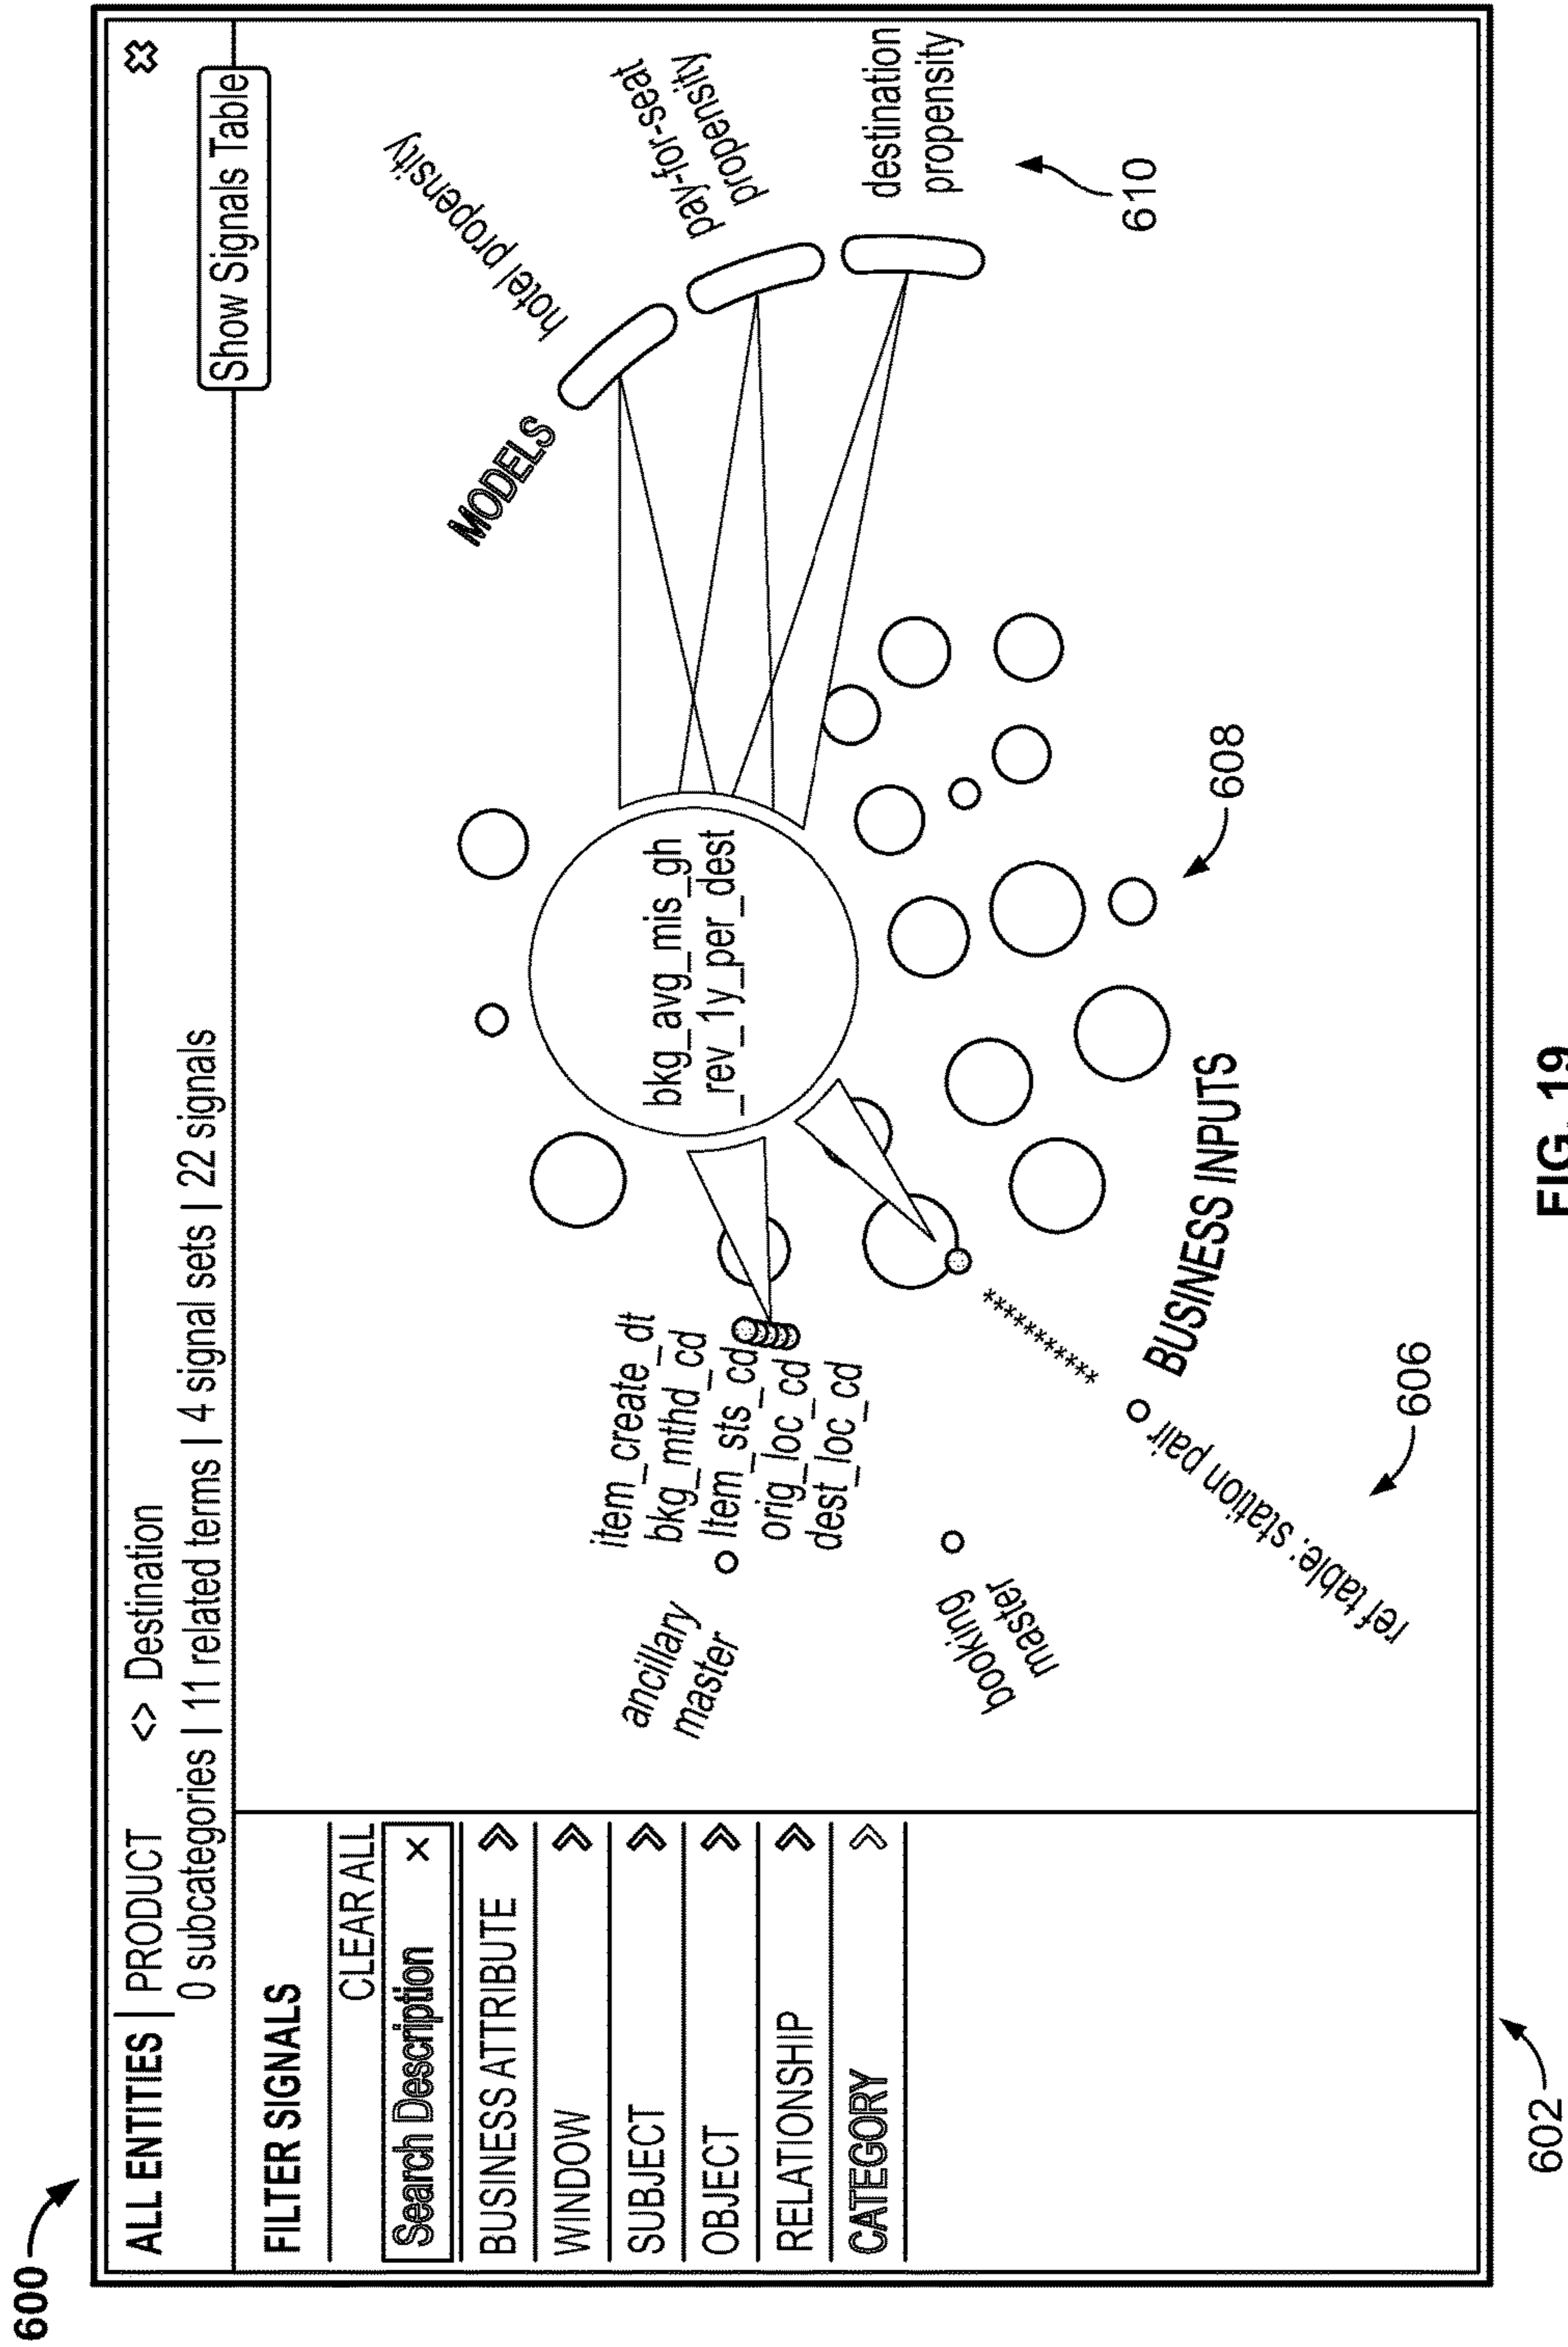 600
ALL ENTITIES | PRODUCT <> Destination
0 subcategories | 11 related terms | 4 signal sets | 22 signals
Show Signals Table
FILTER SIGNALS
CLEAR ALL
Search Description X
BUSINESS ATTRIBUTE
WINDOW
SUBJECT
OBJECT
RELATIONSHIP
CATEGORY
MODELS
hotel propensity
pay-for-seat
propensity
destination
propensity
610
bkg_avg_mis_gh
_rev_1y_per_dest
item_create_dt
bkg_mthd_cd
Item_sts_cd
orig_loc_cd
dest_loc_cd
ancillary
master
booking
master
***********
ref table: station pair
BUSINESS INPUTS
606
608
602
FIG. 19